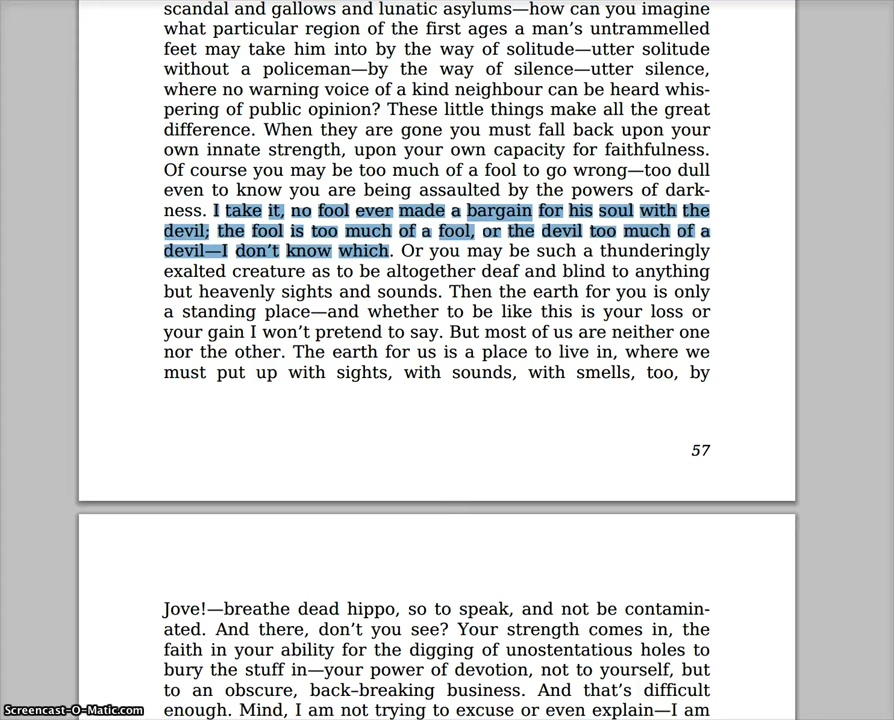 scandal and gallows and lunatic asylums—how can you imagine
what particular region of the first ages a man’s untrammelled
feet may take him into by the way of solitude—utter solitude
without a policeman—by the way of silence—utter silence,
where no warning voice of a kind neighbour can be heard whis-
pering of public opinion? These little things make all the great
difference. When they are gone you must fall back upon your
own innate strength, upon your own capacity for faithfulness.
Of course you may be too much of a fool to go wrong—too dull
even to know you are being assaulted by the powers of dark-
ness. I take it, no fool ever made a bargain for his soul with the
devil; the fool is too much of a fool, or the devil too much of a
devil—I don’t know which. Or you may be such a thunderingly
exalted creature as to be altogether deaf and blind to anything
but heavenly sights and sounds. Then the earth for you is only
a standing place—and whether to be like this is your loss or
your gain I won’t pretend to say. But most of us are neither one
nor the other. The earth for us is a place to live in, where we
must put up with sights, with sounds, with smells, too, by
57
Jove!—breathe dead hippo, so to speak, and not be contamin-
ated. And there, don’t you see? Your strength comes in, the
faith in your ability for the digging of unostentatious holes to
bury the stuff in—your power of devotion, not to yourself, but
to an obscure, back–breaking business. And that’s difficult
enough. Mind, I am not trying to excuse or even explain—I am
Screencast-O-Matic.com